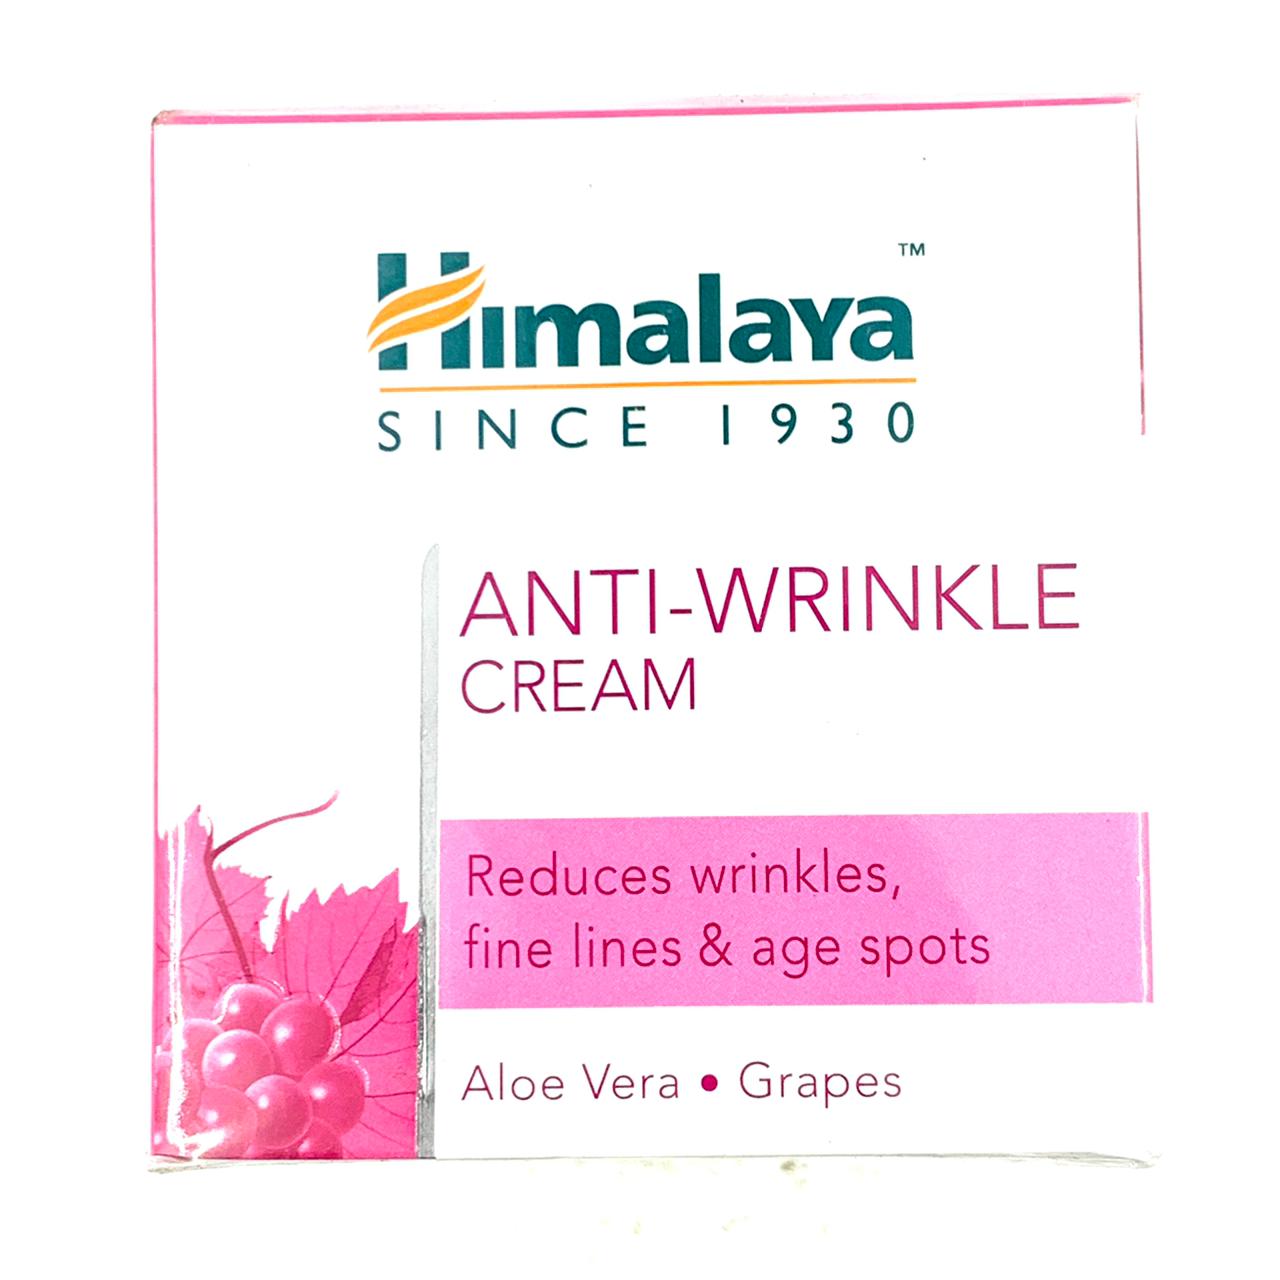 Himalaya™
SINCE 1930
ANTI-WRINKLE
CREAM
Reduces wrinkles,
fine lines & age spots
Aloe Vera • Grapes